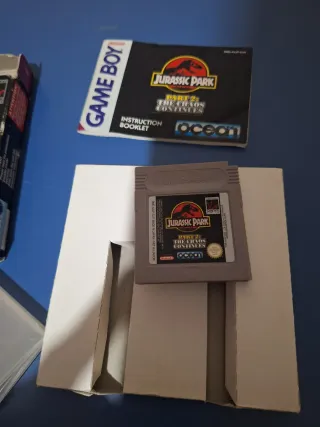 GAME BOY
JURASSIC PARK
PART 2:
THE CHAOS
CONTINUES
INSTRUCTION
BOOKLET
ocean
JURASSIC PARK
PART 2:
THE CHAOS
CONTINUES
ocean